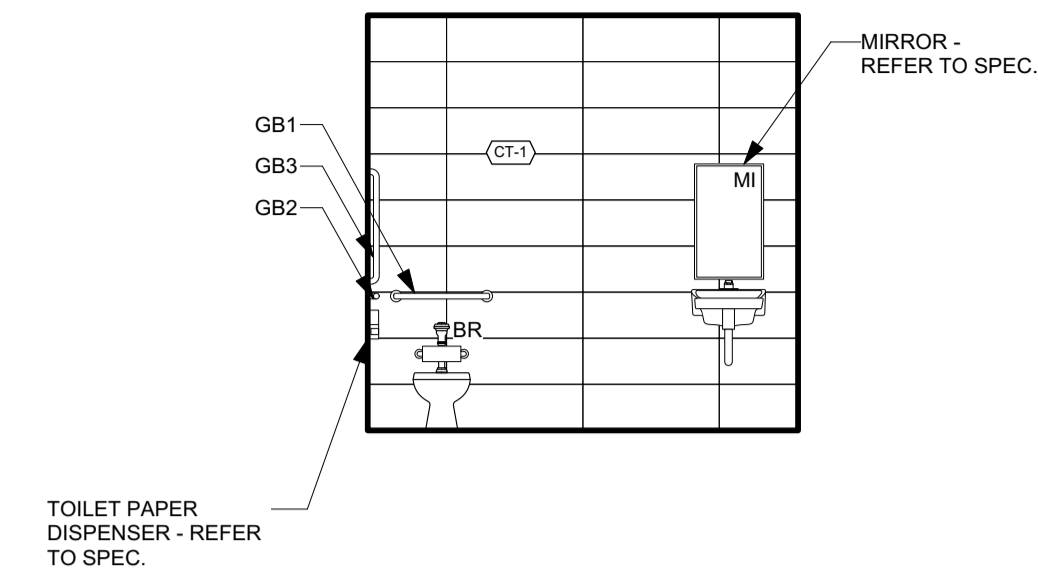 MIRROR -
REFER TO SPEC.
GB1
CT-1
GB3
MI
GB2
BR
TOILET PAPER
DISPENSER - REFER
TO SPEC.